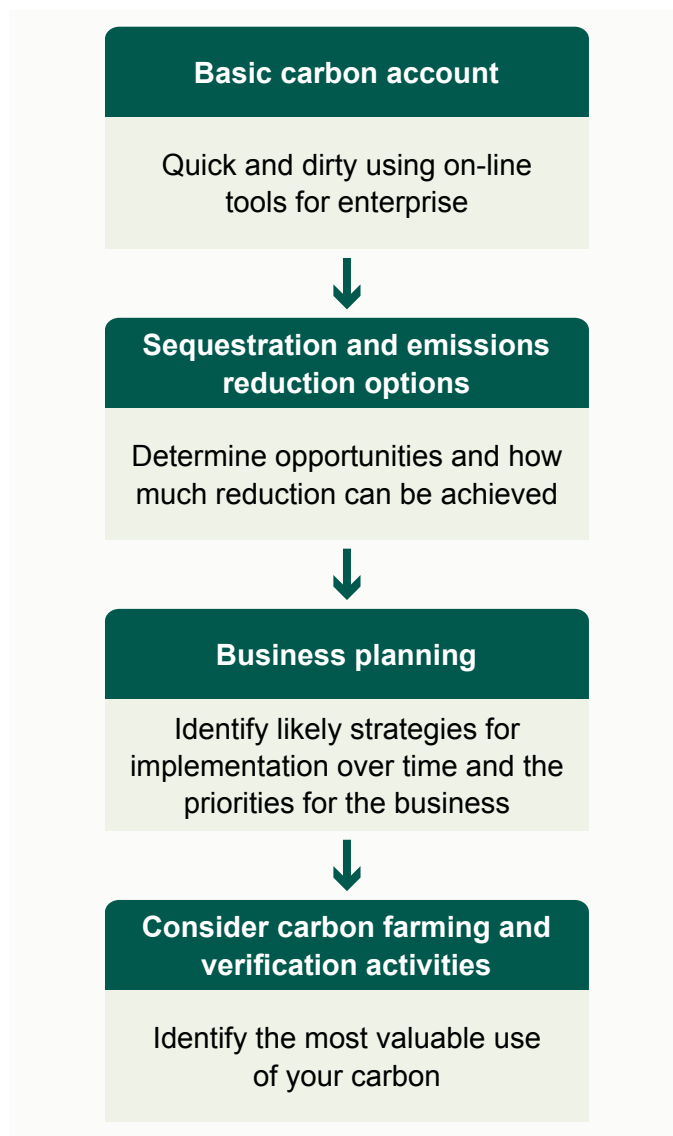 Basic carbon account
Quick and dirty using on-line
tools for enterprise
Sequestration and emissions
reduction options
Determine opportunities and how
much reduction can be achieved
Business planning
Identify likely strategies for
implementation over time and the
priorities for the business
Consider carbon farming and
verification activities
Identify the most valuable use
of your carbon